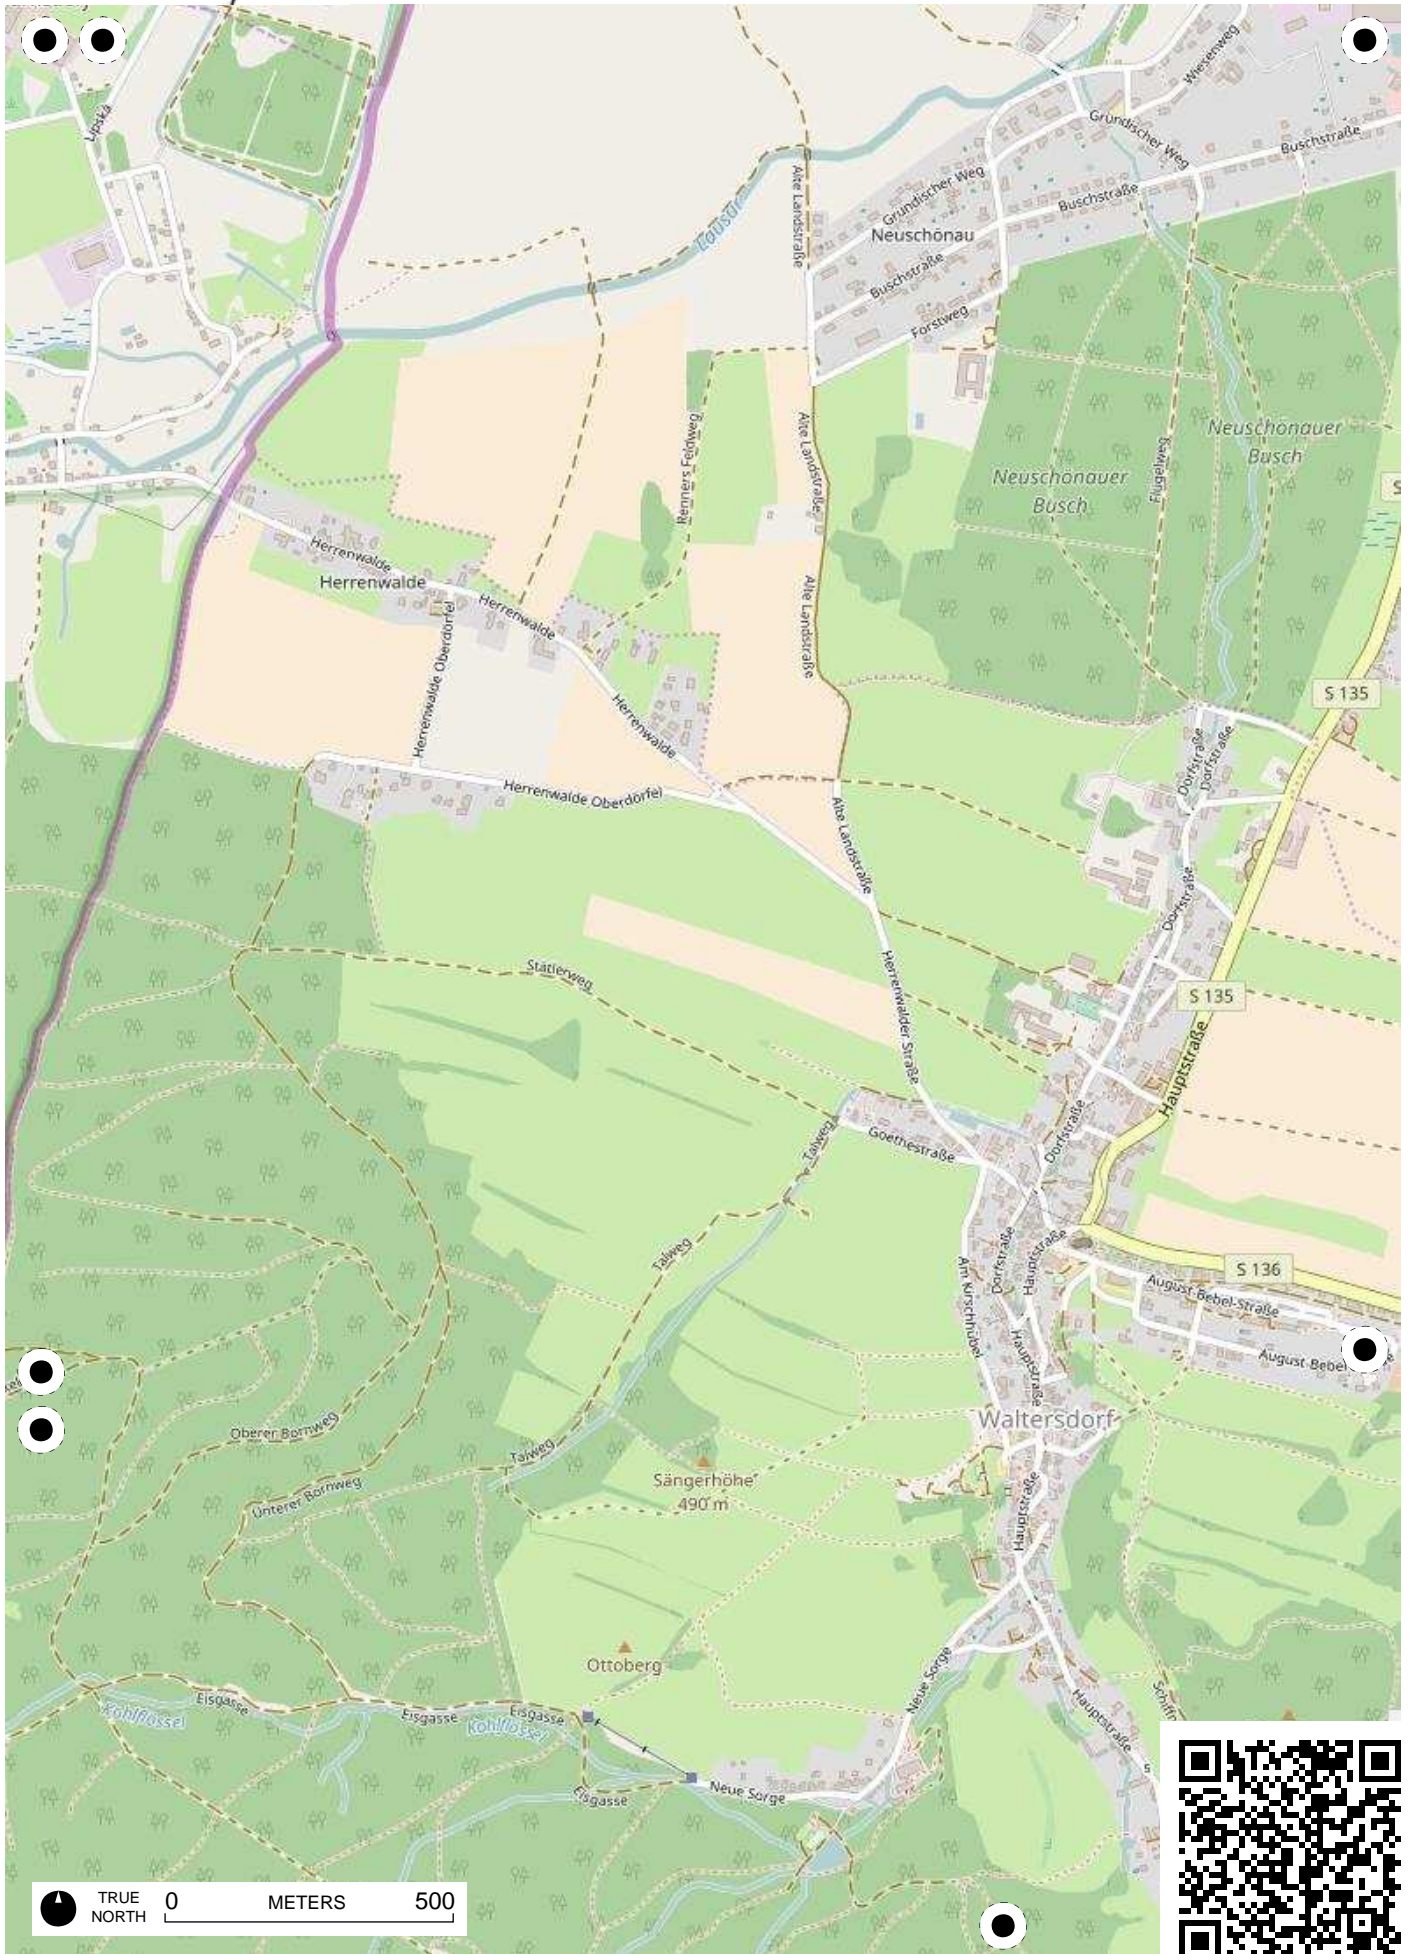 Lipská
Wiesenweg
Gründischer Weg
Buschstraße
Alte Landstraße
Lausur
Gründischer Weg
Buschstraße
Neuschönau
Buschstraße
Forstweg
Renners Feldweg
Alte Landstraße
Flügelweg
Neuschönauer
Busch
Neuschönauer
Busch
Herrenwalde
Herrenwalde
Herrenwalde
Herrenwalde Oberdörfel
Alte Landstraße
Herrenwalde
S 135
Dorfstraße
Dorfstraße
Herrenwalde Oberdörfel
Alte Landstraße
Dorfstraße
Stättlerweg
Herrenwalder Straße
S 135
Hauptstraße
Dorfstraße
Talweg
Goethestraße
Talweg
Am Kirschhübel
Dorfstraße
Hauptstraße
S 136
August-Bebel-Straße
Hauptstraße
August-Bebel
Oberer Bornweg
Waltersdorf
Talweg
Sängerhöhe
490 m
Unterer Bornweg
Hauptstraße
Ottoberg
Neue Sorge
Eisgasse
Eisgasse
Eisgasse
Kohlflössel
Kohlflössel
Hauptstraße
Eisgasse
Neue Sorge
TRUE
NORTH
0 METERS 500